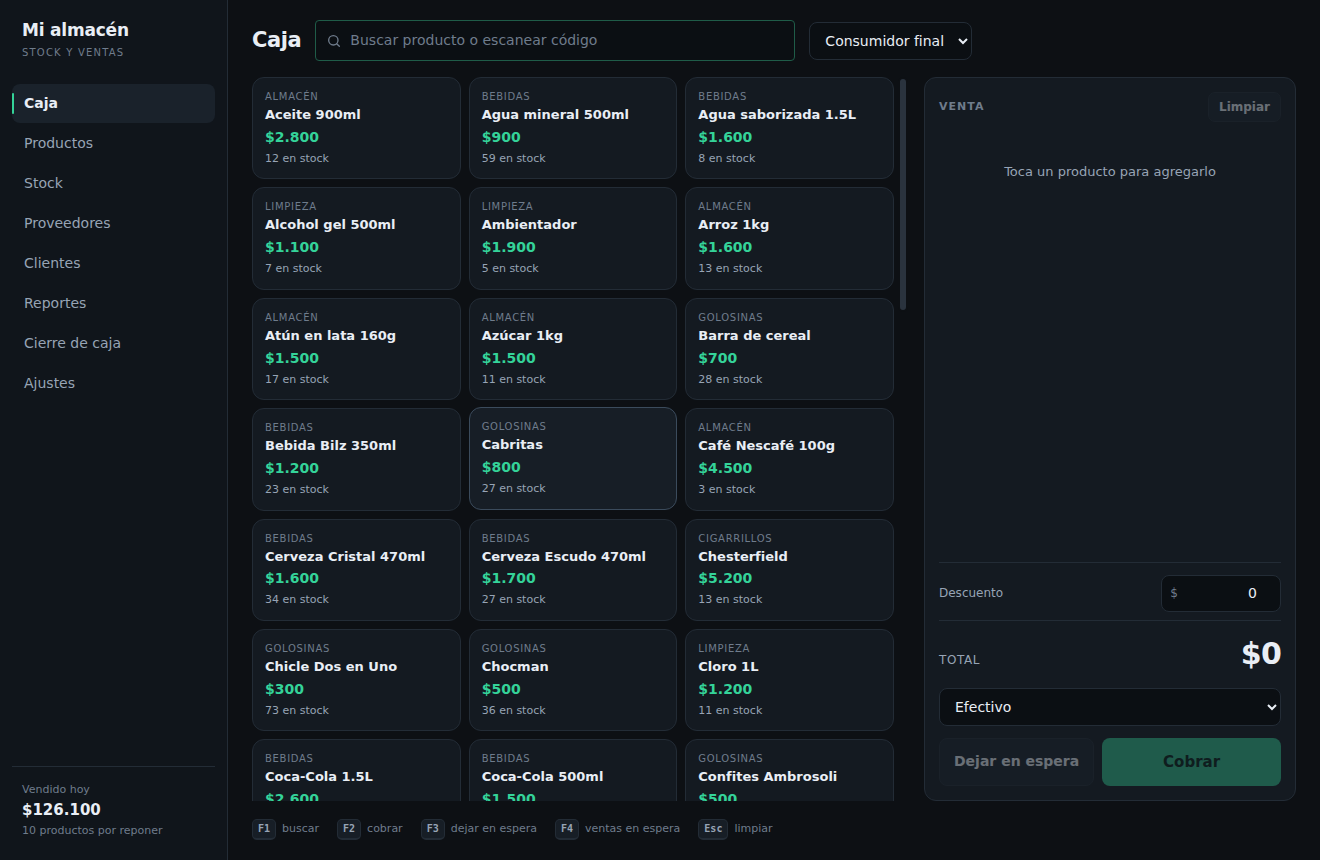 Mi almacén
STOCK Y VENTAS
Caja
Productos
Stock
Proveedores
Clientes
Reportes
Cierre de caja
Ajustes
Vendido hoy
$126.100
10 productos por reponer
Caja
Buscar producto o escanear código
Consumidor final
ALMACÉN
Aceite 900ml
$2.800
12 en stock
BEBIDAS
Agua mineral 500ml
$900
59 en stock
BEBIDAS
Agua saborizada 1.5L
$1.600
8 en stock
LIMPIEZA
Alcohol gel 500ml
$1.100
7 en stock
LIMPIEZA
Ambientador
$1.900
5 en stock
ALMACÉN
Arroz 1kg
$1.600
13 en stock
ALMACÉN
Atún en lata 160g
$1.500
17 en stock
ALMACÉN
Azúcar 1kg
$1.500
11 en stock
GOLOSINAS
Barra de cereal
$700
28 en stock
BEBIDAS
Bebida Bilz 350ml
$1.200
23 en stock
GOLOSINAS
Cabritas
$800
27 en stock
ALMACÉN
Café Nescafé 100g
$4.500
3 en stock
BEBIDAS
Cerveza Cristal 470ml
$1.600
34 en stock
BEBIDAS
Cerveza Escudo 470ml
$1.700
27 en stock
CIGARRILLOS
Chesterfield
$5.200
13 en stock
GOLOSINAS
Chicle Dos en Uno
$300
73 en stock
GOLOSINAS
Chocman
$500
36 en stock
LIMPIEZA
Cloro 1L
$1.200
11 en stock
BEBIDAS
Coca-Cola 1.5L
$2.600
BEBIDAS
Coca-Cola 500ml
$1.500
GOLOSINAS
Confites Ambrosoli
$500
VENTA
Limpiar
Toca un producto para agregarlo
Descuento
$ 0
TOTAL
$0
Efectivo
Dejar en espera
Cobrar
F1 buscar
F2 cobrar
F3 dejar en espera
F4 ventas en espera
Esc limpiar